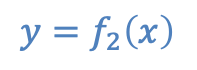 y = f₂(x)